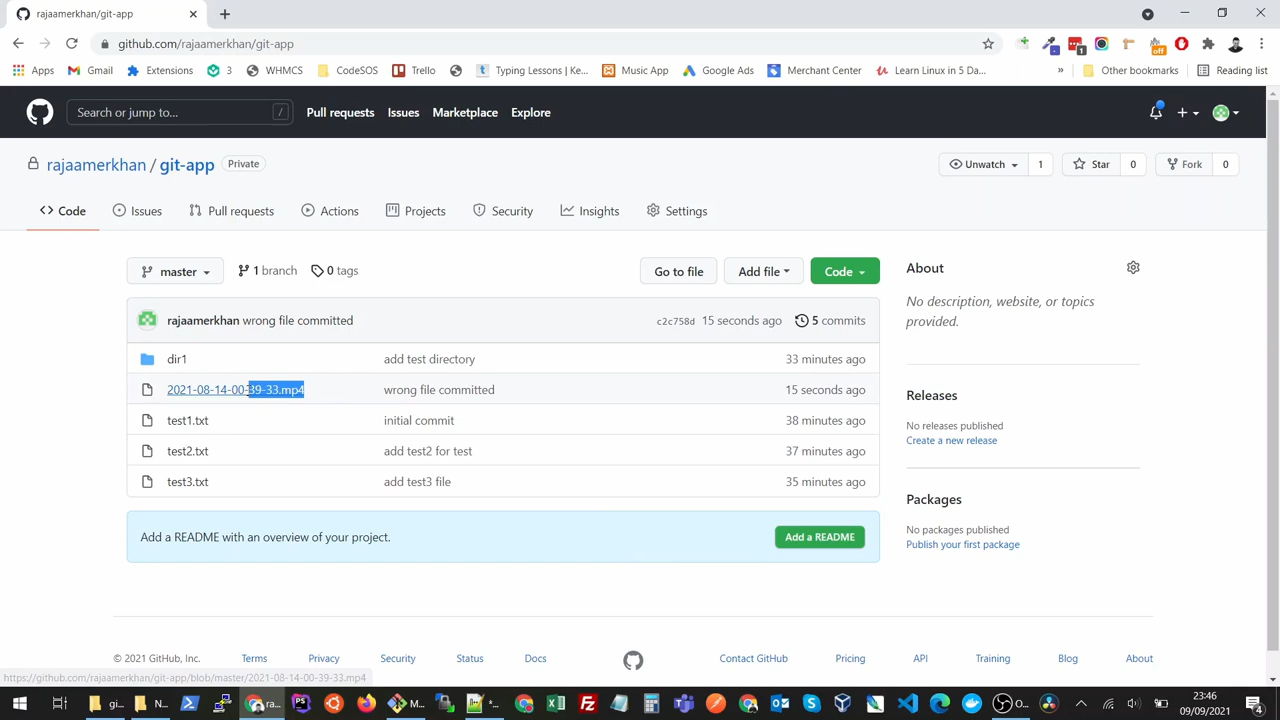 rajaamerkhan/git-app
github.com/rajaamerkhan/git-app
Apps Gmail Extensions 3 WHMCS CodeSOS Trello Typing Lessons | Ke... Music App Google Ads Merchant Center Learn Linux in 5 Da... » Other bookmarks Reading list
Search or jump to... / Pull requests Issues Marketplace Explore
rajaamerkhan / git-app Private Unwatch 1 Star 0 Fork 0
Code Issues Pull requests Actions Projects Security Insights Settings
master 1 branch 0 tags Go to file Add file Code
About
rajaamerkhan wrong file committed c2c758d 15 seconds ago 5 commits
No description, website, or topics
provided.
dir1 add test directory 33 minutes ago
2021-08-14-00-39-33.mp4 wrong file committed 15 seconds ago
test1.txt initial commit 38 minutes ago
test2.txt add test2 for test 37 minutes ago
test3.txt add test3 file 35 minutes ago
Releases
No releases published
Create a new release
Packages
No packages published
Publish your first package
Add a README with an overview of your project. Add a README
© 2021 GitHub, Inc. Terms Privacy Security Status Docs Contact GitHub Pricing API Training Blog About
https://github.com/rajaamerkhan/git-app/blob/master/2021-08-14-00-39-33.mp4
gi... N... ra... M... O... 23:46
09/09/2021